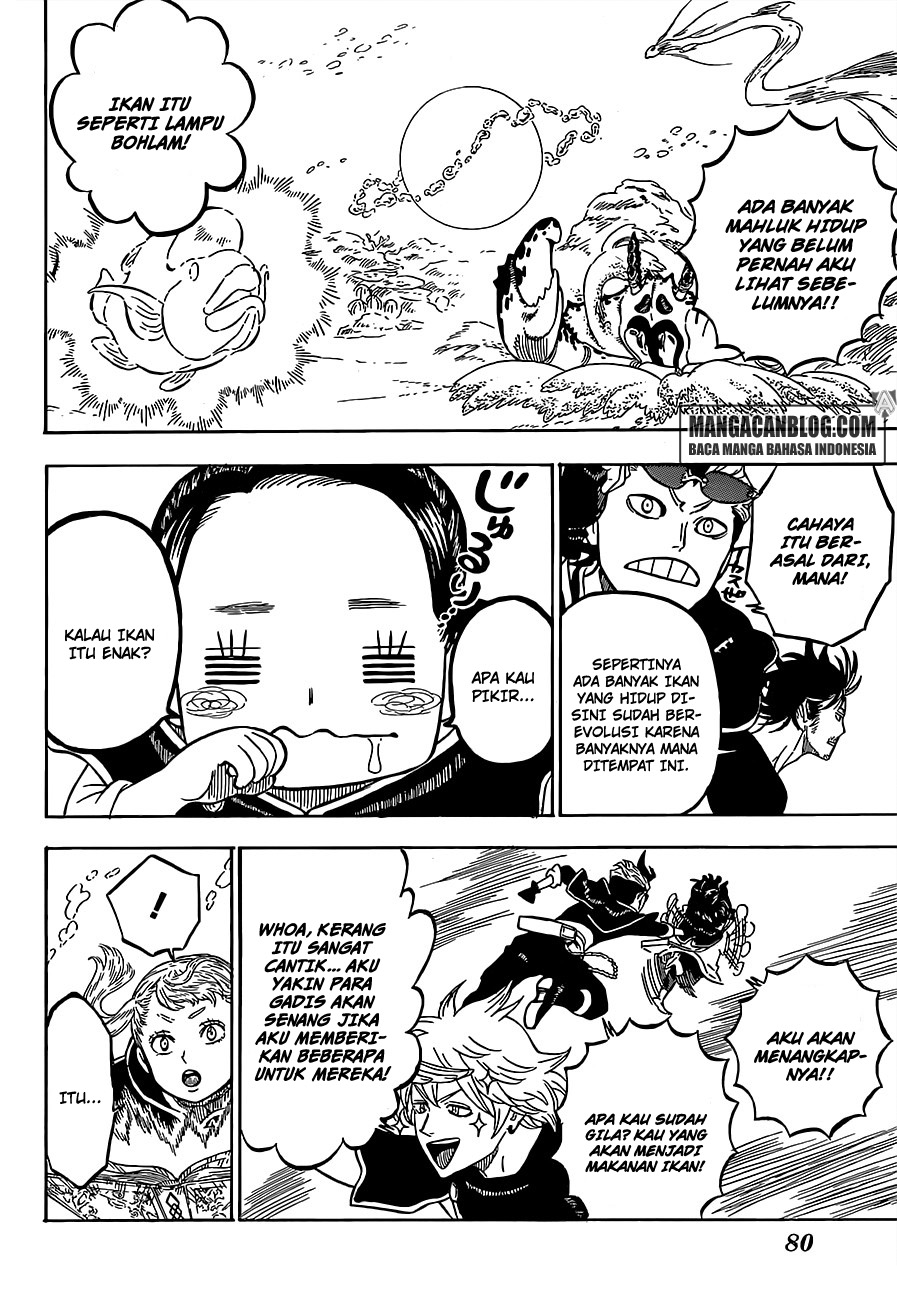 ADA BANYAK
MAHLUK HIDUP
YANG BELUM
PERNAH AKU
LIHAT SEBE-
LUMNYA!!
IKAN ITU
SEPERTI LAMPU
BOHLAM!
MANGACANBLOG.COM
BACA MANGA BAHASA INDONESIA
CAHAYA
ITU BER-
ASAL DARI,
MANA!
SEPERTINYA
ADA BANYAK IKAN
YANG HIDUP DI-
SINI SUDAH BER-
EVOLUSI KARENA
BANYAKNYA MANA
DITEMPAT INI.
じゅるり
APA KAU
PIKIR...
KALAU IKAN
ITU ENAK?
AKU AKAN
MENANGKAP-
NYA!!
APA KAU SUDAH
GILA? KAU YANG
AKAN MENJADI
MAKANAN IKAN!
WHOA, KERANG
ITU SANGAT
CANTIK... AKU
YAKIN PARA
GADIS AKAN
SENANG JIKA
AKU MEMBERI-
KAN BEBERAPA
UNTUK MEREKA!
!
ITU...
80